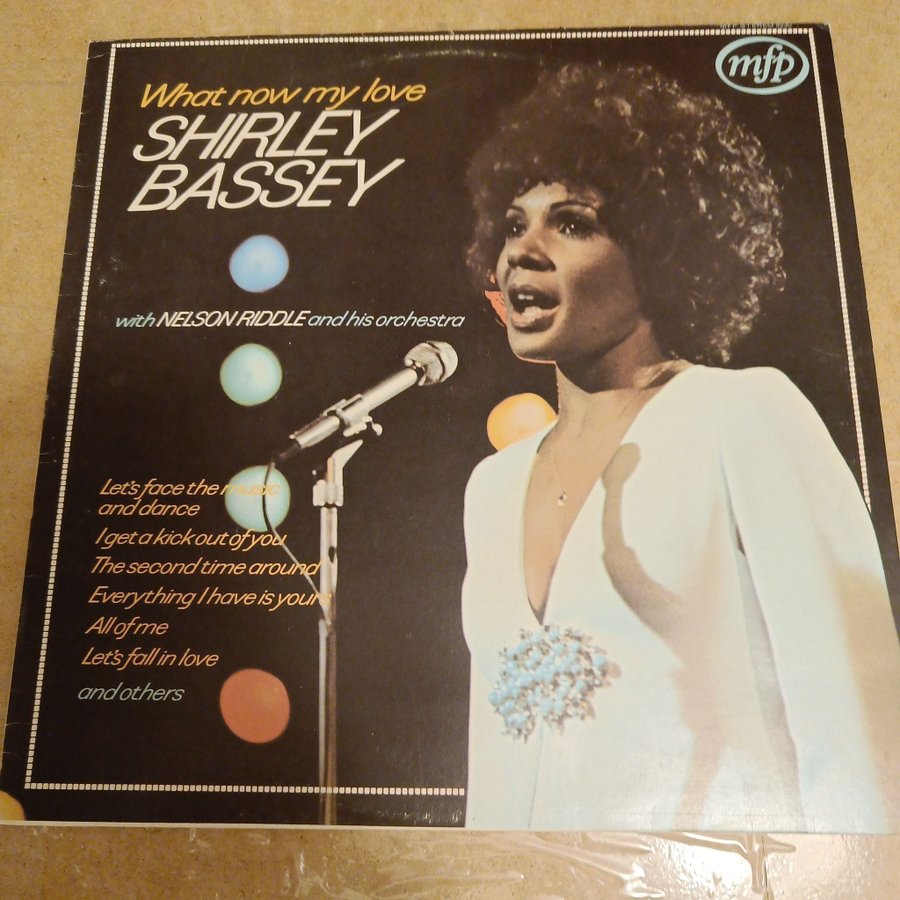 mfp
What now my love
SHIRLEY
BASSEY
with NELSON RIDDLE and his orchestra
Let's face the music
and dance
I get a kick out of you
The second time around
Everything I have is yours
All of me
Let's fall in love
and others